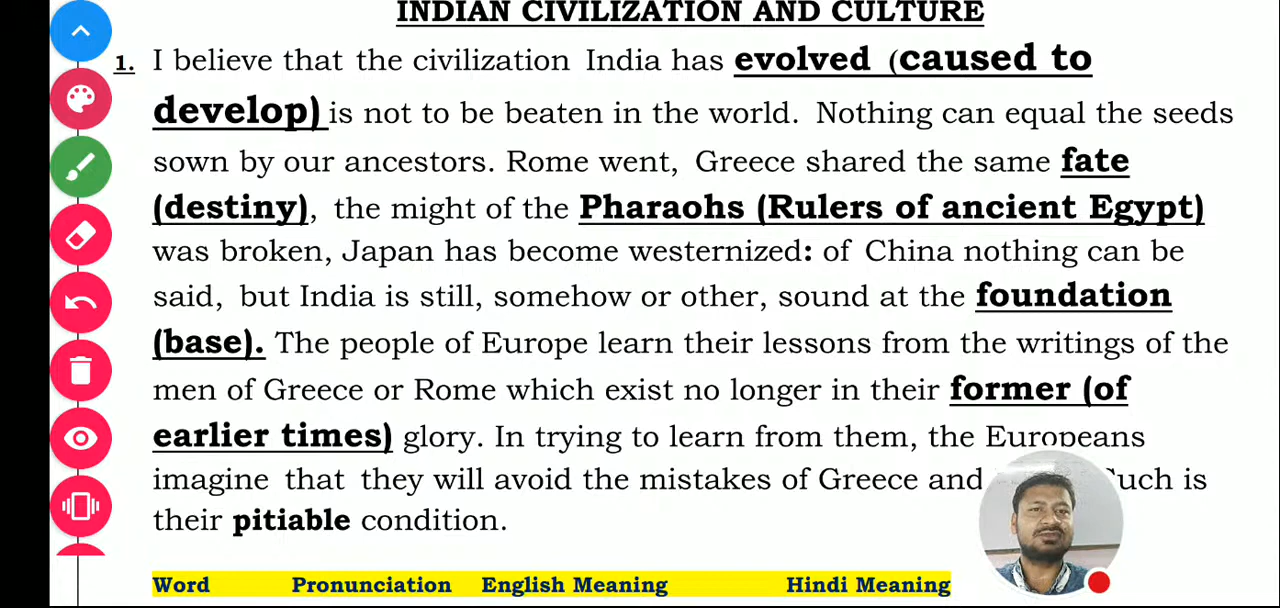 INDIAN CIVILIZATION AND CULTURE
1. I believe that the civilization India has evolved (caused to
develop) is not to be beaten in the world. Nothing can equal the seeds
sown by our ancestors. Rome went, Greece shared the same fate
(destiny), the might of the Pharaohs (Rulers of ancient Egypt)
was broken, Japan has become westernized: of China nothing can be
said, but India is still, somehow or other, sound at the foundation
(base). The people of Europe learn their lessons from the writings of the
men of Greece or Rome which exist no longer in their former (of
earlier times) glory. In trying to learn from them, the Europeans
imagine that they will avoid the mistakes of Greece and Such is
their pitiable condition.
Word Pronunciation English Meaning Hindi Meaning